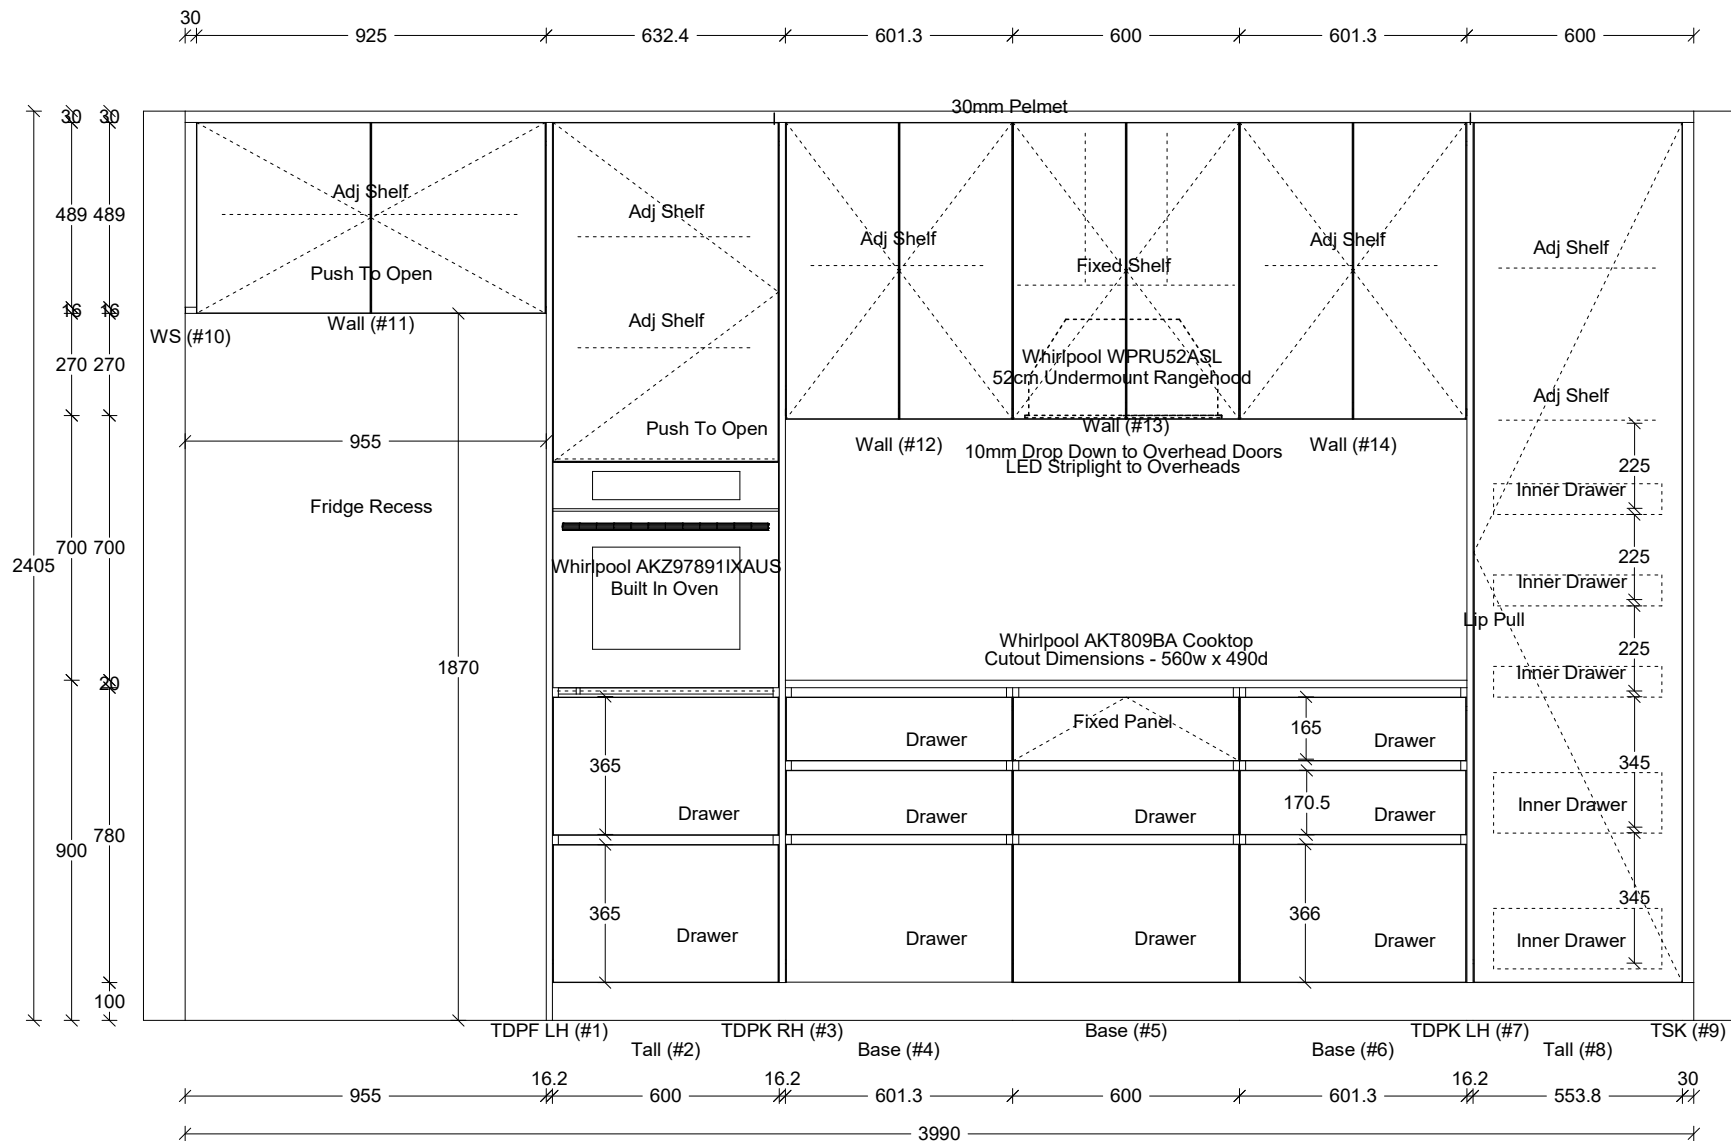 30
925
632.4
601.3
600
601.3
600
30mm Pelmet
30
30
489
489
16
16
270
270
700
700
2405
20
780
900
100
Adj Shelf
Push To Open
WS (#10)
Wall (#11)
955
Fridge Recess
1870
Adj Shelf
Adj Shelf
Push To Open
Whirlpool AKZ97891IXAUS
Built In Oven
365
Drawer
365
Drawer
Adj Shelf
Wall (#12)
Fixed Shelf
Whirlpool WPRU52ASL
52cm Undermount Rangehood
Wall (#13)
10mm Drop Down to Overhead Doors
LED Striplight to Overheads
Adj Shelf
Wall (#14)
Whirlpool AKT809BA Cooktop
Cutout Dimensions - 560w x 490d
Drawer
Fixed Panel
165
Drawer
Drawer
Drawer
170.5
Drawer
Drawer
Drawer
366
Drawer
Adj Shelf
Adj Shelf
225
Inner Drawer
225
Inner Drawer
Lip Pull
225
Inner Drawer
345
Inner Drawer
345
Inner Drawer
TDPF LH (#1)
TDPK RH (#3)
Base (#5)
TDPK LH (#7)
TSK (#9)
Tall (#2)
Base (#4)
Base (#6)
Tall (#8)
955
16.2
600
16.2
601.3
600
601.3
16.2
553.8
30
3990